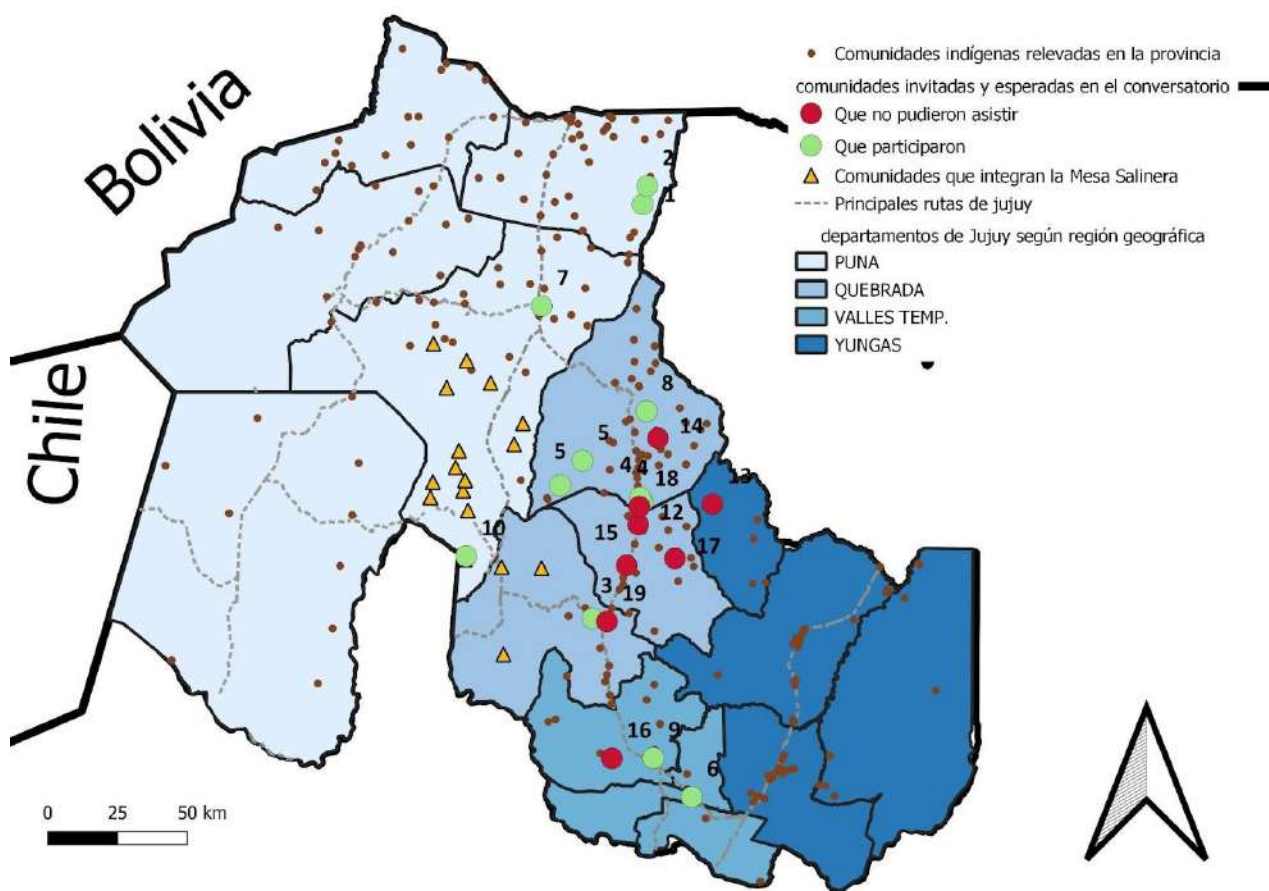 Bolivia
Chile
Comunidades indígenas relevadas en la provincia
comunidades invitadas y esperadas en el conversatorio
Que no pudieron asistir
Que participaron
Comunidades que integran la Mesa Salinera
Principales rutas de jujuy
departamentos de Jujuy según región geográfica
PUNA
QUEBRADA
VALLES TEMP.
YUNGAS
2
1
7
8
5
14
5
4
4
18
13
12
10
15
17
3
19
16
9
6
0 25 50 km